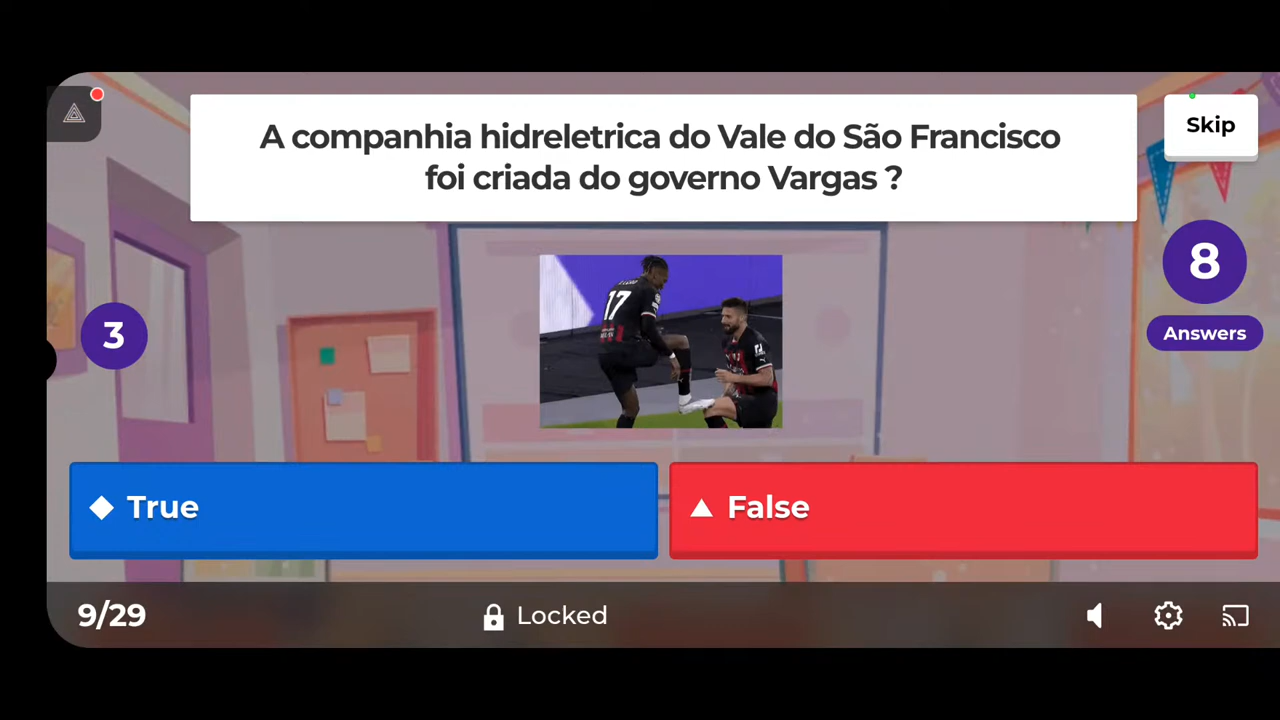 A companhia hidreletrica do Vale do São Francisco
foi criada do governo Vargas ?
Skip
8
Answers
3
17
True
False
9/29
Locked